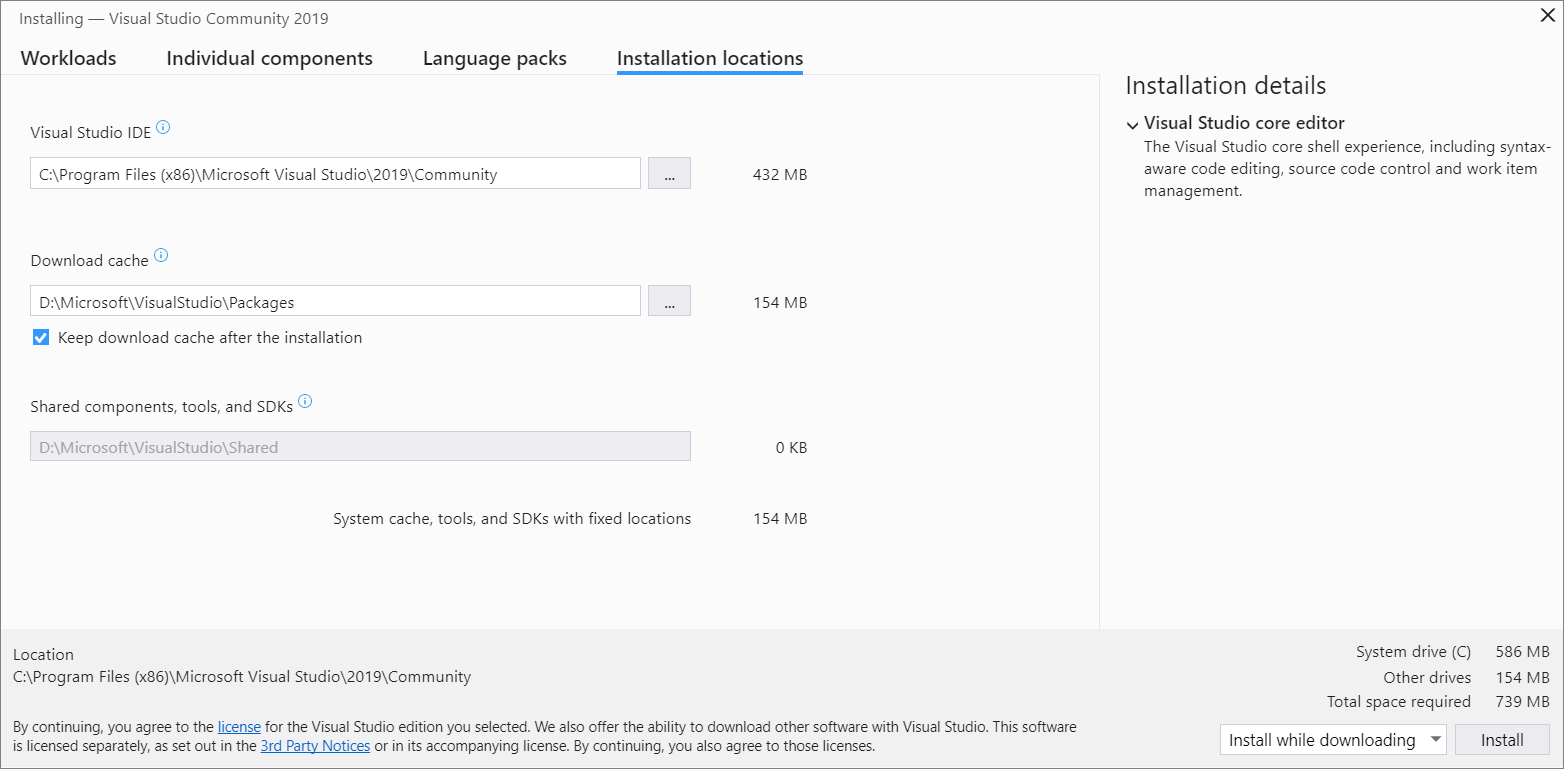 Installing — Visual Studio Community 2019
Workloads
Individual components
Language packs
Installation locations
Visual Studio IDE
C:\Program Files (x86)\Microsoft Visual Studio\2019\Community
...
432 MB
Download cache
D:\Microsoft\VisualStudio\Packages
...
154 MB
Keep download cache after the installation
Shared components, tools, and SDKs
D:\Microsoft\VisualStudio\Shared
0 KB
System cache, tools, and SDKs with fixed locations
154 MB
Installation details
Visual Studio core editor
The Visual Studio core shell experience, including syntax-
aware code editing, source code control and work item
management.
Location
C:\Program Files (x86)\Microsoft Visual Studio\2019\Community
System drive (C) 586 MB
Other drives 154 MB
Total space required 739 MB
By continuing, you agree to the license for the Visual Studio edition you selected. We also offer the ability to download other software with Visual Studio. This software
is licensed separately, as set out in the 3rd Party Notices or in its accompanying license. By continuing, you also agree to those licenses.
Install while downloading
Install